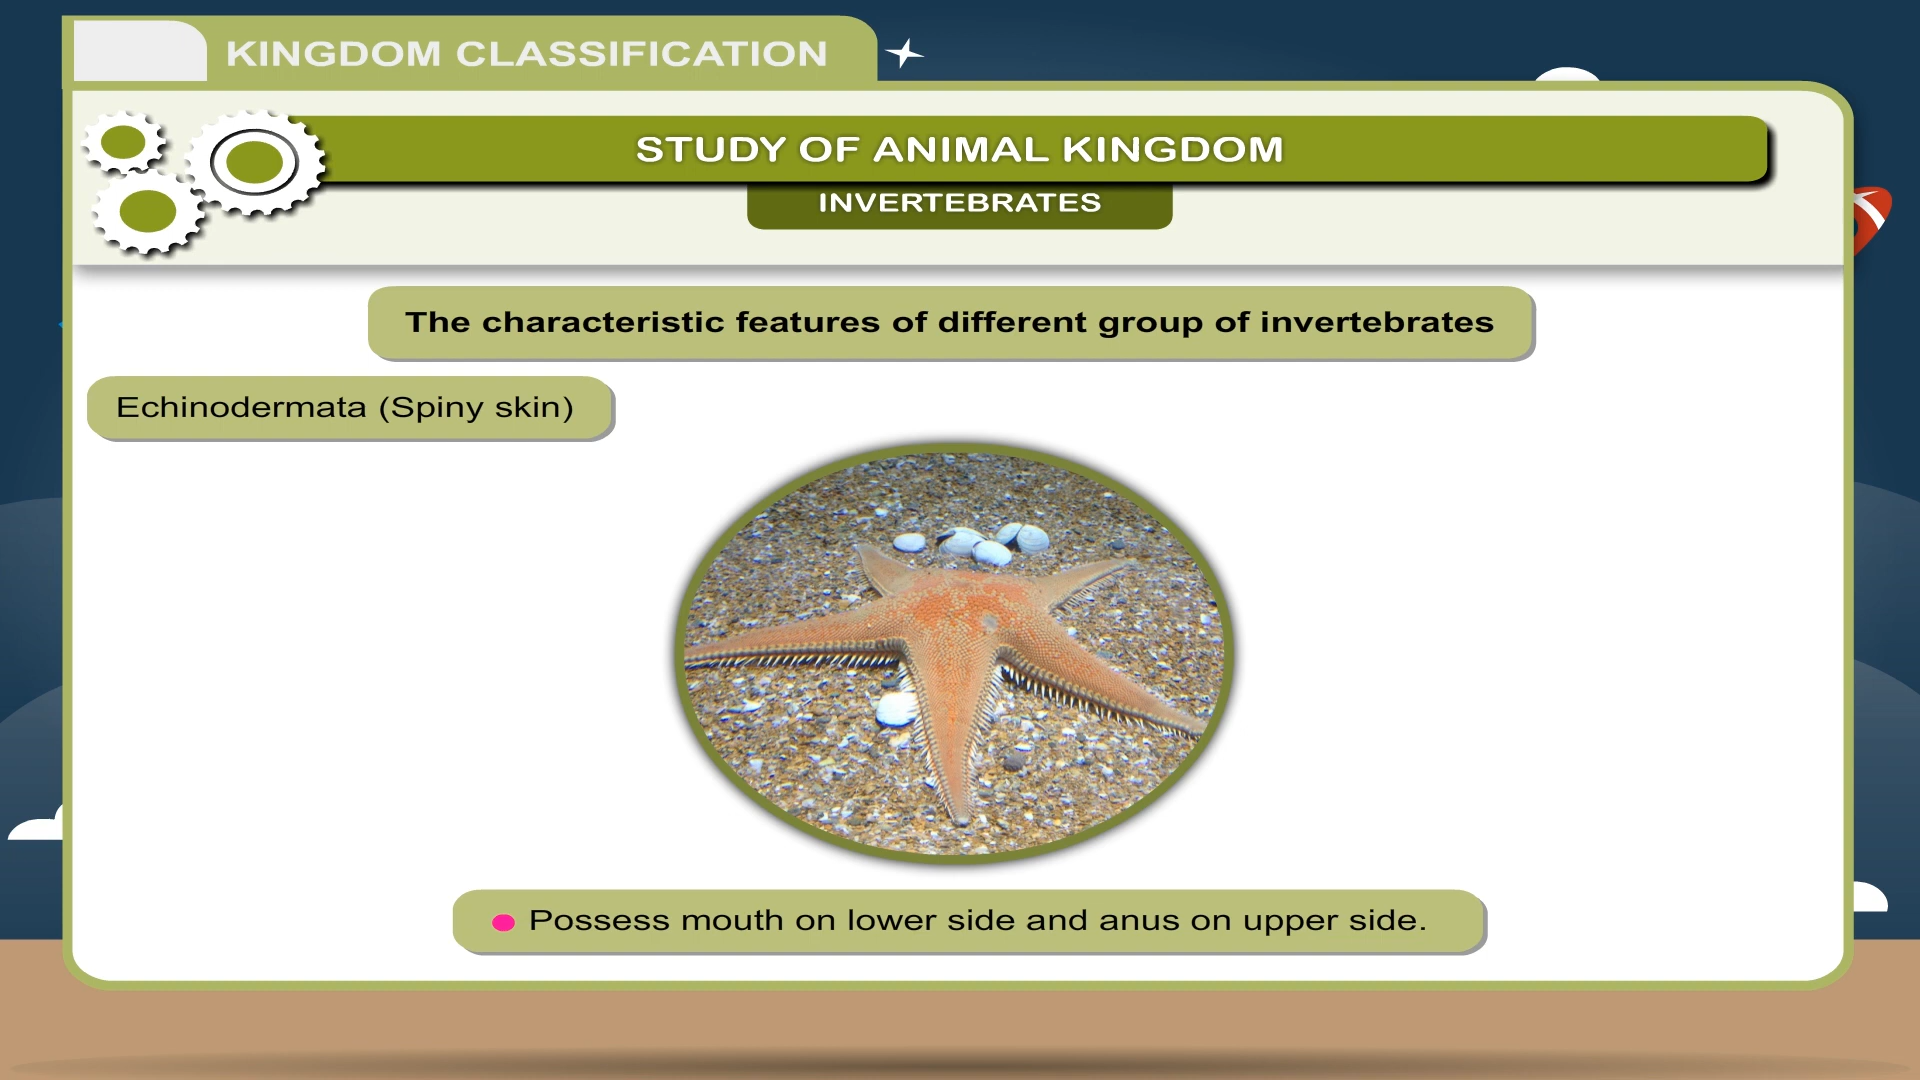 KINGDOM CLASSIFICATION
STUDY OF ANIMAL KINGDOM
INVERTEBRATES
The characteristic features of different group of invertebrates
Echinodermata (Spiny skin)
Possess mouth on lower side and anus on upper side.